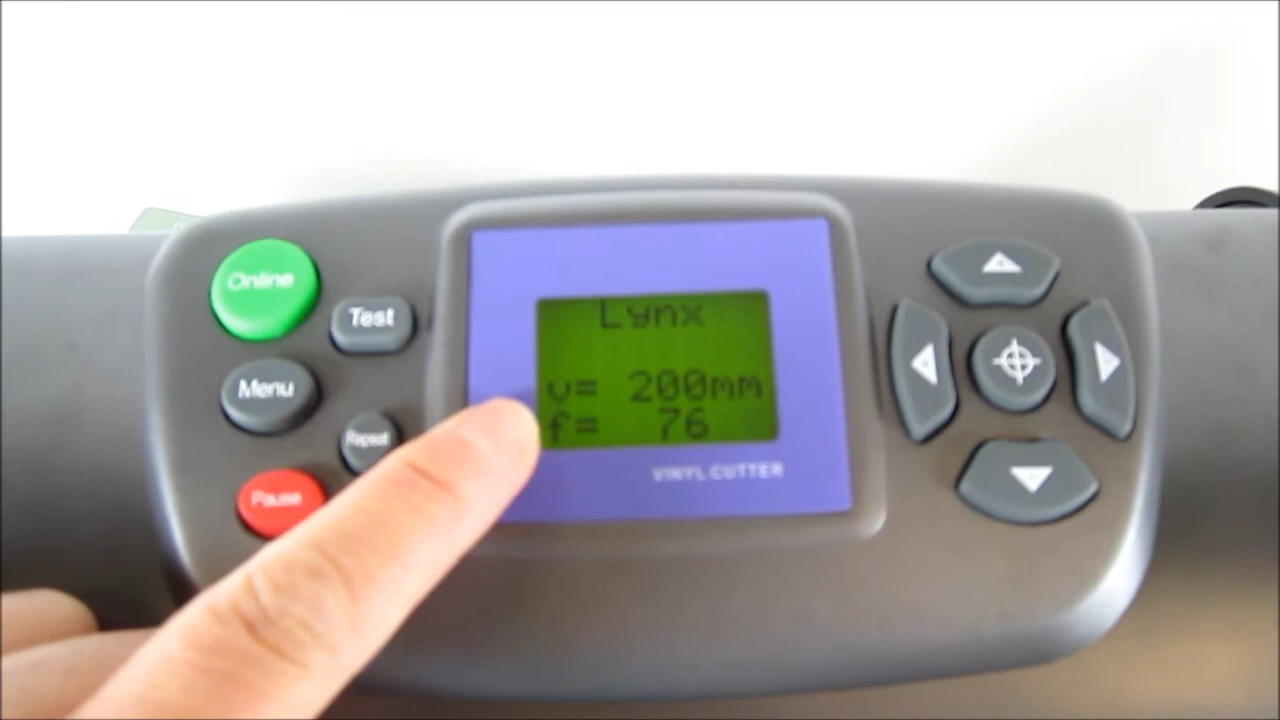 Online
Test
Menu
Repeat
Pause
Lynx
v= 200mm
f= 76
VINYL CUTTER